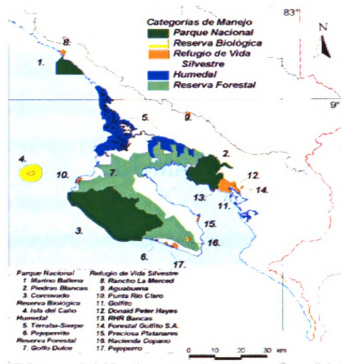 Categorías de Manejo
Parque Nacional
Reserva Biológica
Refugio de Vida
Silvestre
Humedal
Reserva Forestal
83°
N
9°
8.
1.
5.
9.
4.
2.
7.
10.
12.
13.
14.
11.
3.
15.
16.
6.
17.
Parque Nacional
1 Marino Ballena
2 Piedras Blancas
3 Corcovado
Reserva Biológica
4 Isla del Caño
Humedal
5 Terraba-Sierpe
6 Pejeperrito
Reserva Forestal
7 Golfo Dulce
Refugio de Vida Silvestre
8 Rancho La Merced
9 Aguabuena
10 Punta Río Claro
11 Golfito
12 Donald Peter Hayes
13 RHR Bancas
14 Forestal Golfito S.A.
15 Preciosa Platanares
16 Hacienda Copano
17 Pejeperro
10 0 10 20 30 km